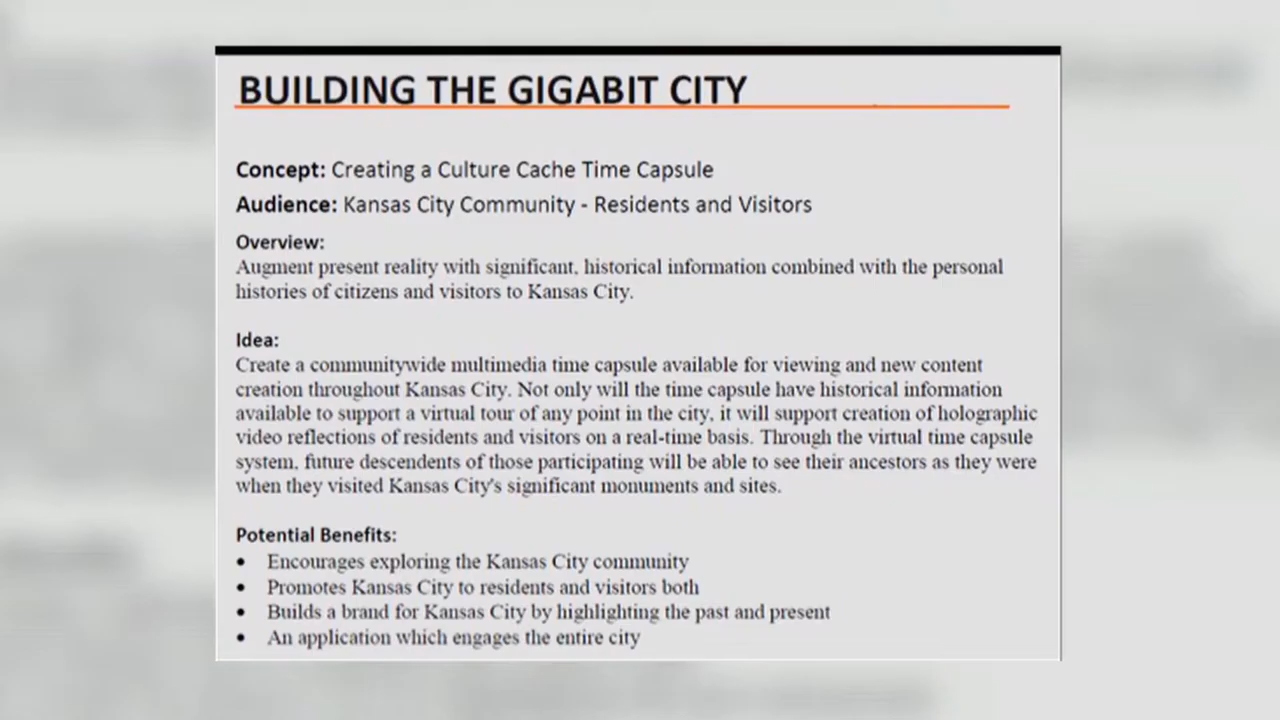 BUILDING THE GIGABIT CITY
Concept: Creating a Culture Cache Time Capsule
Audience: Kansas City Community - Residents and Visitors
Overview:
Augment present reality with significant, historical information combined with the personal
histories of citizens and visitors to Kansas City.
Idea:
Create a communitywide multimedia time capsule available for viewing and new content
creation throughout Kansas City. Not only will the time capsule have historical information
available to support a virtual tour of any point in the city, it will support creation of holographic
video reflections of residents and visitors on a real-time basis. Through the virtual time capsule
system, future descendents of those participating will be able to see their ancestors as they were
when they visited Kansas City's significant monuments and sites.
Potential Benefits:
• Encourages exploring the Kansas City community
• Promotes Kansas City to residents and visitors both
• Builds a brand for Kansas City by highlighting the past and present
• An application which engages the entire city